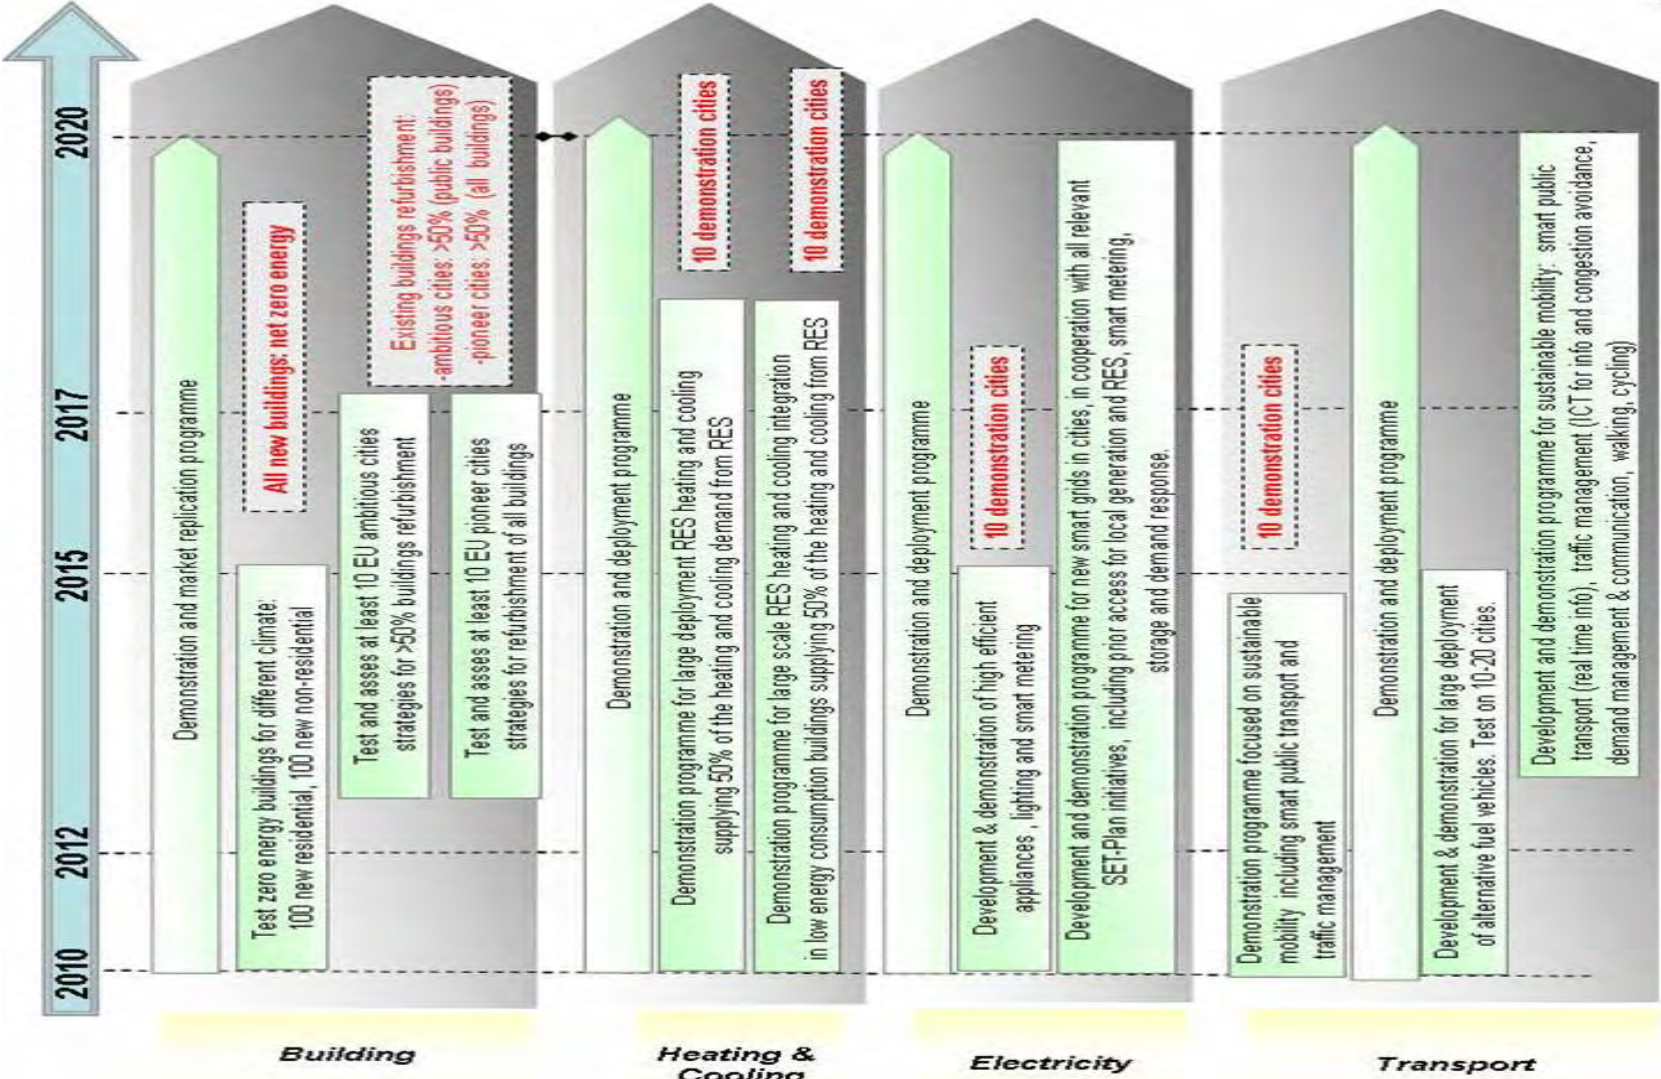 2010
2012
2015
2017
2020
Building
Demonstration and market replication programme
Test zero energy buildings for different climate:
100 new residential, 100 new non-residential
All new buildings: net zero energy
Test and asses at least 10 EU ambitious cities
strategies for >50% buildings refurbishment
Test and asses at least 10 EU pioneer cities
strategies for refurbishment of all buildings
Existing buildings refurbishment:
-ambitious cities: >50% (public buildings)
-pioneer cities: >50% (all buildings)
Heating &
Cooling
Demonstration and deployment programme
Demonstration programme for large deployment RES heating and cooling
supplying 50% of the heating and cooling demand from RES
10 demonstration cities
Demonstration programme for large scale RES heating and cooling integration
in low energy consumption buildings supplying 50% of the heating and cooling from RES
10 demonstration cities
Electricity
Demonstration and deployment programme
Development & demonstration of high efficient
appliances , lighting and smart metering
10 demonstration cities
Development and demonstration programme for new smart grids in cities, in cooperation with all relevant
SET-Plan initiatives, including prior access for local generation and RES, smart metering,
storage and demand response.
Transport
Demonstration programme focused on sustainable
mobility including smart public transport and
traffic management
10 demonstration cities
Demonstration and deployment programme
Development & demonstration for large deployment
of alternative fuel vehicles. Test on 10-20 cities.
Development and demonstration programme for sustainable mobility: smart public
transport (real time info), traffic management (ICT for info and congestion avoidance,
demand management & communication, walking, cycling)